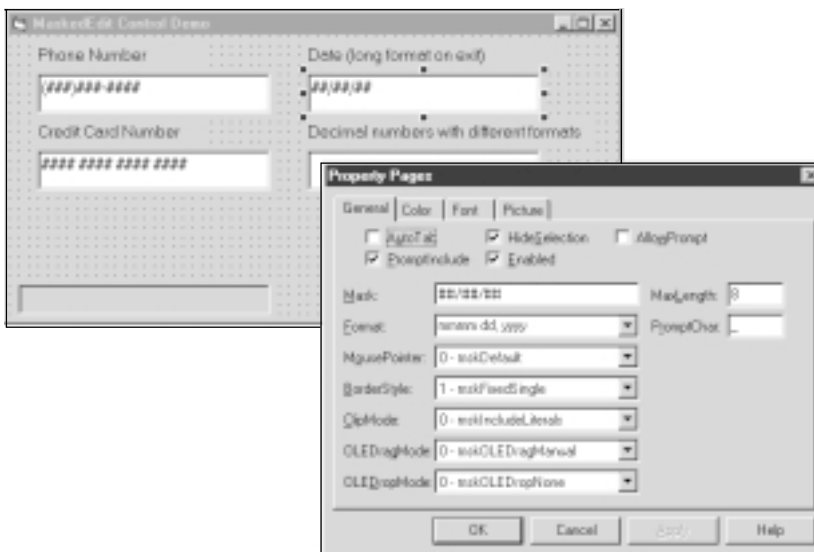 MaskedEdit Control Demo
Phone Number
(###)###-####
Credit Card Number
#### #### #### ####
Date (long format on exit)
##/##/##
Decimal numbers with different formats
Property Pages
General Color Font Picture
AutoTab HideSelection AllowPrompt
PromptInclude Enabled
Mask: ##/##/## MaxLength: 8
Format: mmmm dd, yyyy PromptChar: _
MousePointer: 0 - mskDefault
BorderStyle: 1 - mskFixedSingle
ClipMode: 0 - mskIncludeLiterals
OLEDragMode: 0 - mskOLEDragManual
OLEDropMode: 0 - mskOLEDropNone
OK Cancel Apply Help